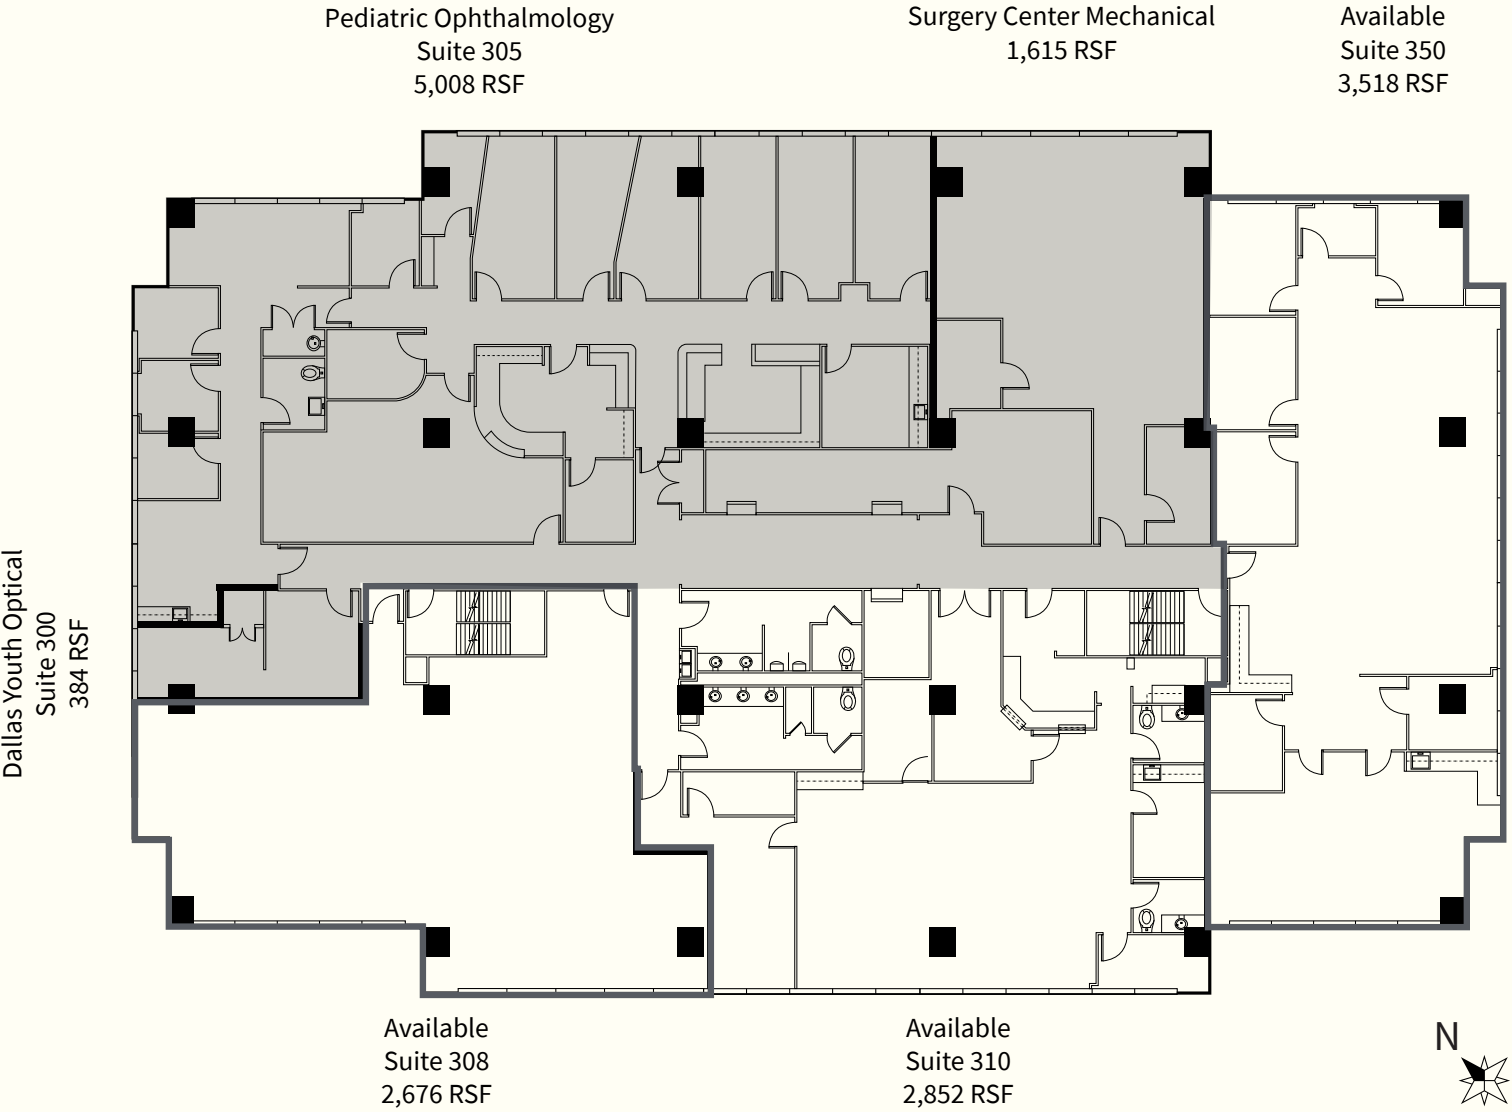 Pediatric Ophthalmology
Suite 305
5,008 RSF
Surgery Center Mechanical
1,615 RSF
Available
Suite 350
3,518 RSF
Dallas Youth Optical
Suite 300
384 RSF
Available
Suite 308
2,676 RSF
Available
Suite 310
2,852 RSF
N